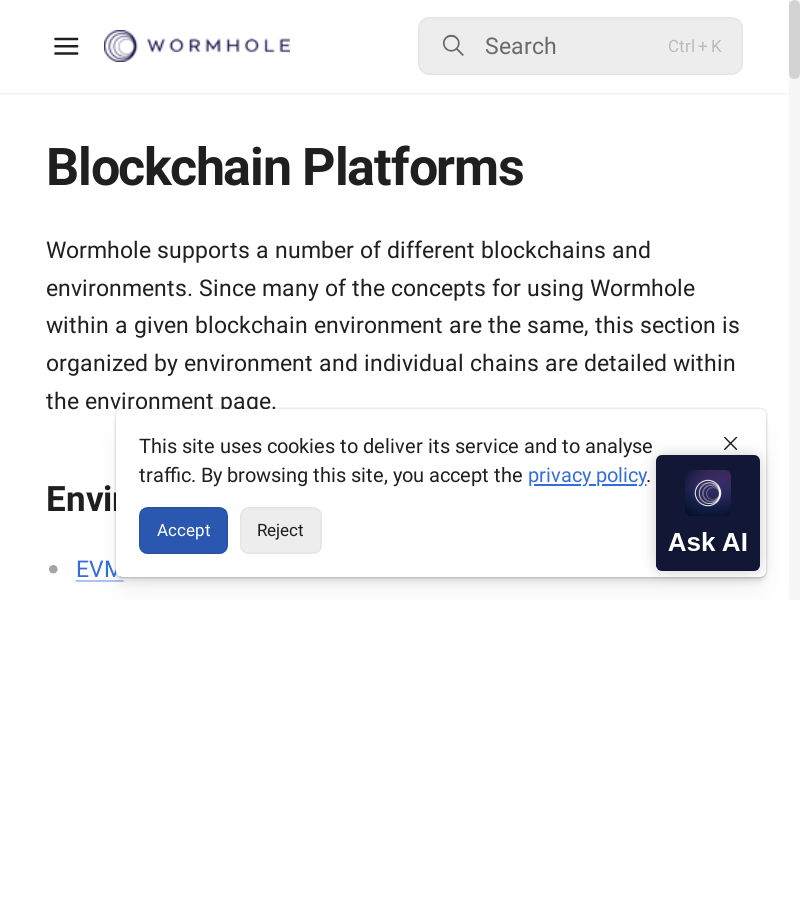 WORMHOLE
Search
Ctrl + K
Blockchain Platforms
Wormhole supports a number of different blockchains and
environments. Since many of the concepts for using Wormhole
within a given blockchain environment are the same, this section is
organized by environment and individual chains are detailed within
the environment page.
This site uses cookies to deliver its service and to analyse
traffic. By browsing this site, you accept the privacy policy.
Accept
Reject
Ask AI
EVM